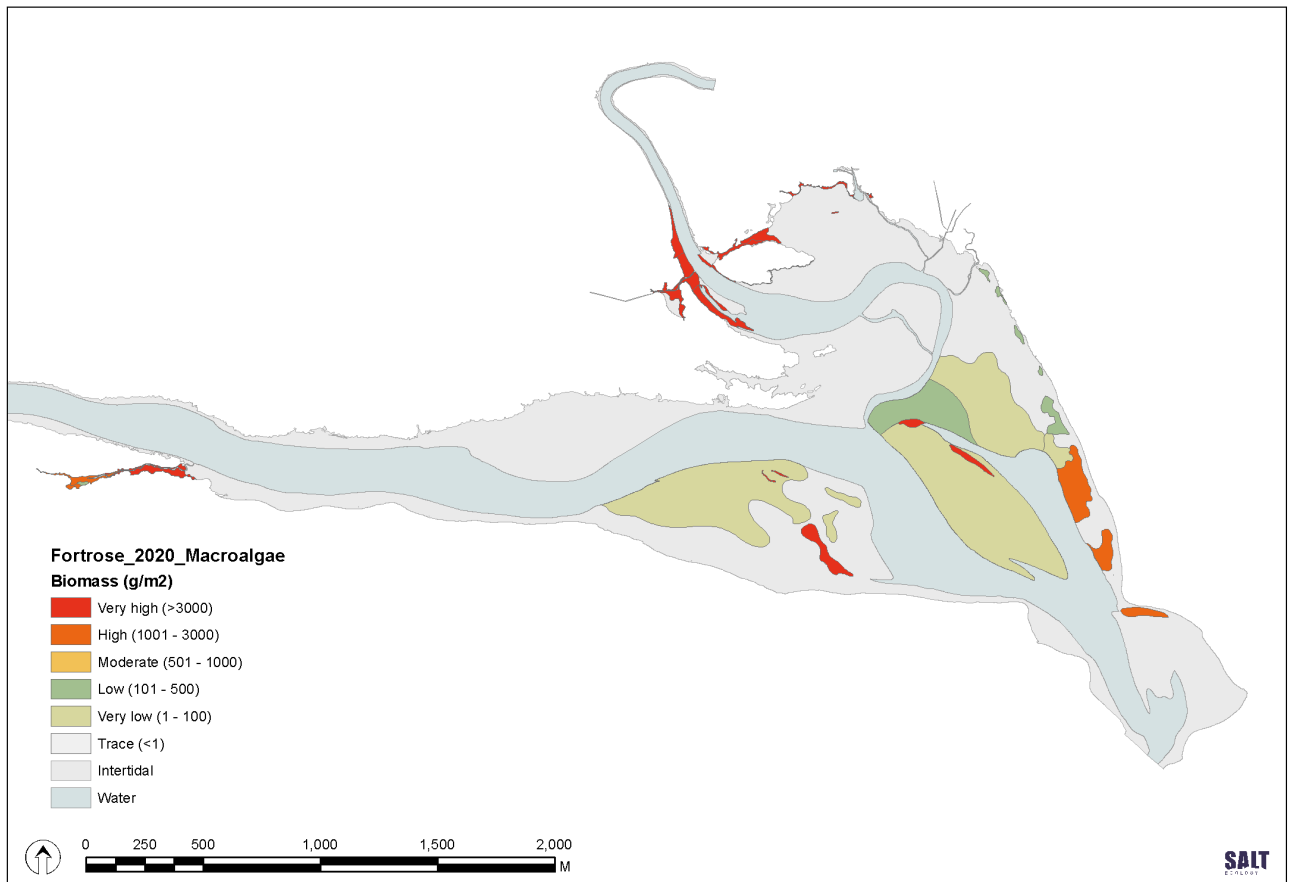 Fortrose_2020_Macroalgae
Biomass (g/m2)
Very high (>3000)
High (1001 - 3000)
Moderate (501 - 1000)
Low (101 - 500)
Very low (1 - 100)
Trace (<1)
Intertidal
Water
0 250 500 1,000 1,500 2,000
M
SALT
ECOLOGY